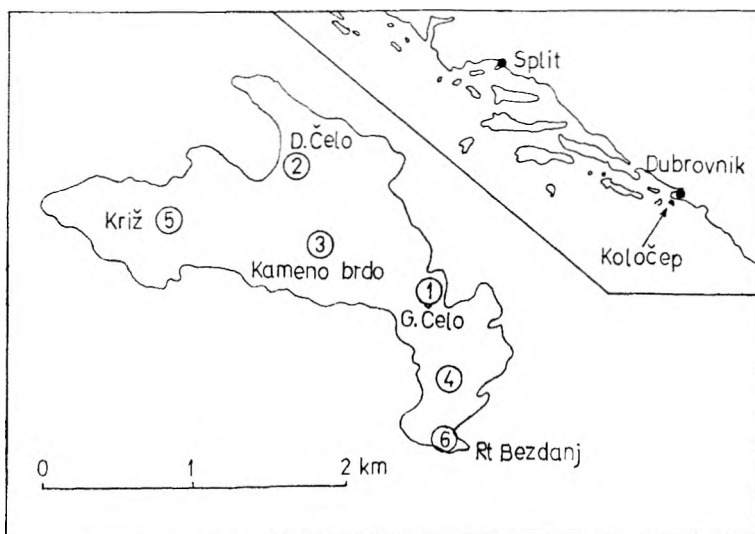 Split
Dubrovnik
Koločep
D. Čelo
2
Križ 5
3
Kameno brdo
1
G. Čelo
4
6 Rt Bezdanj
0 1 2 km